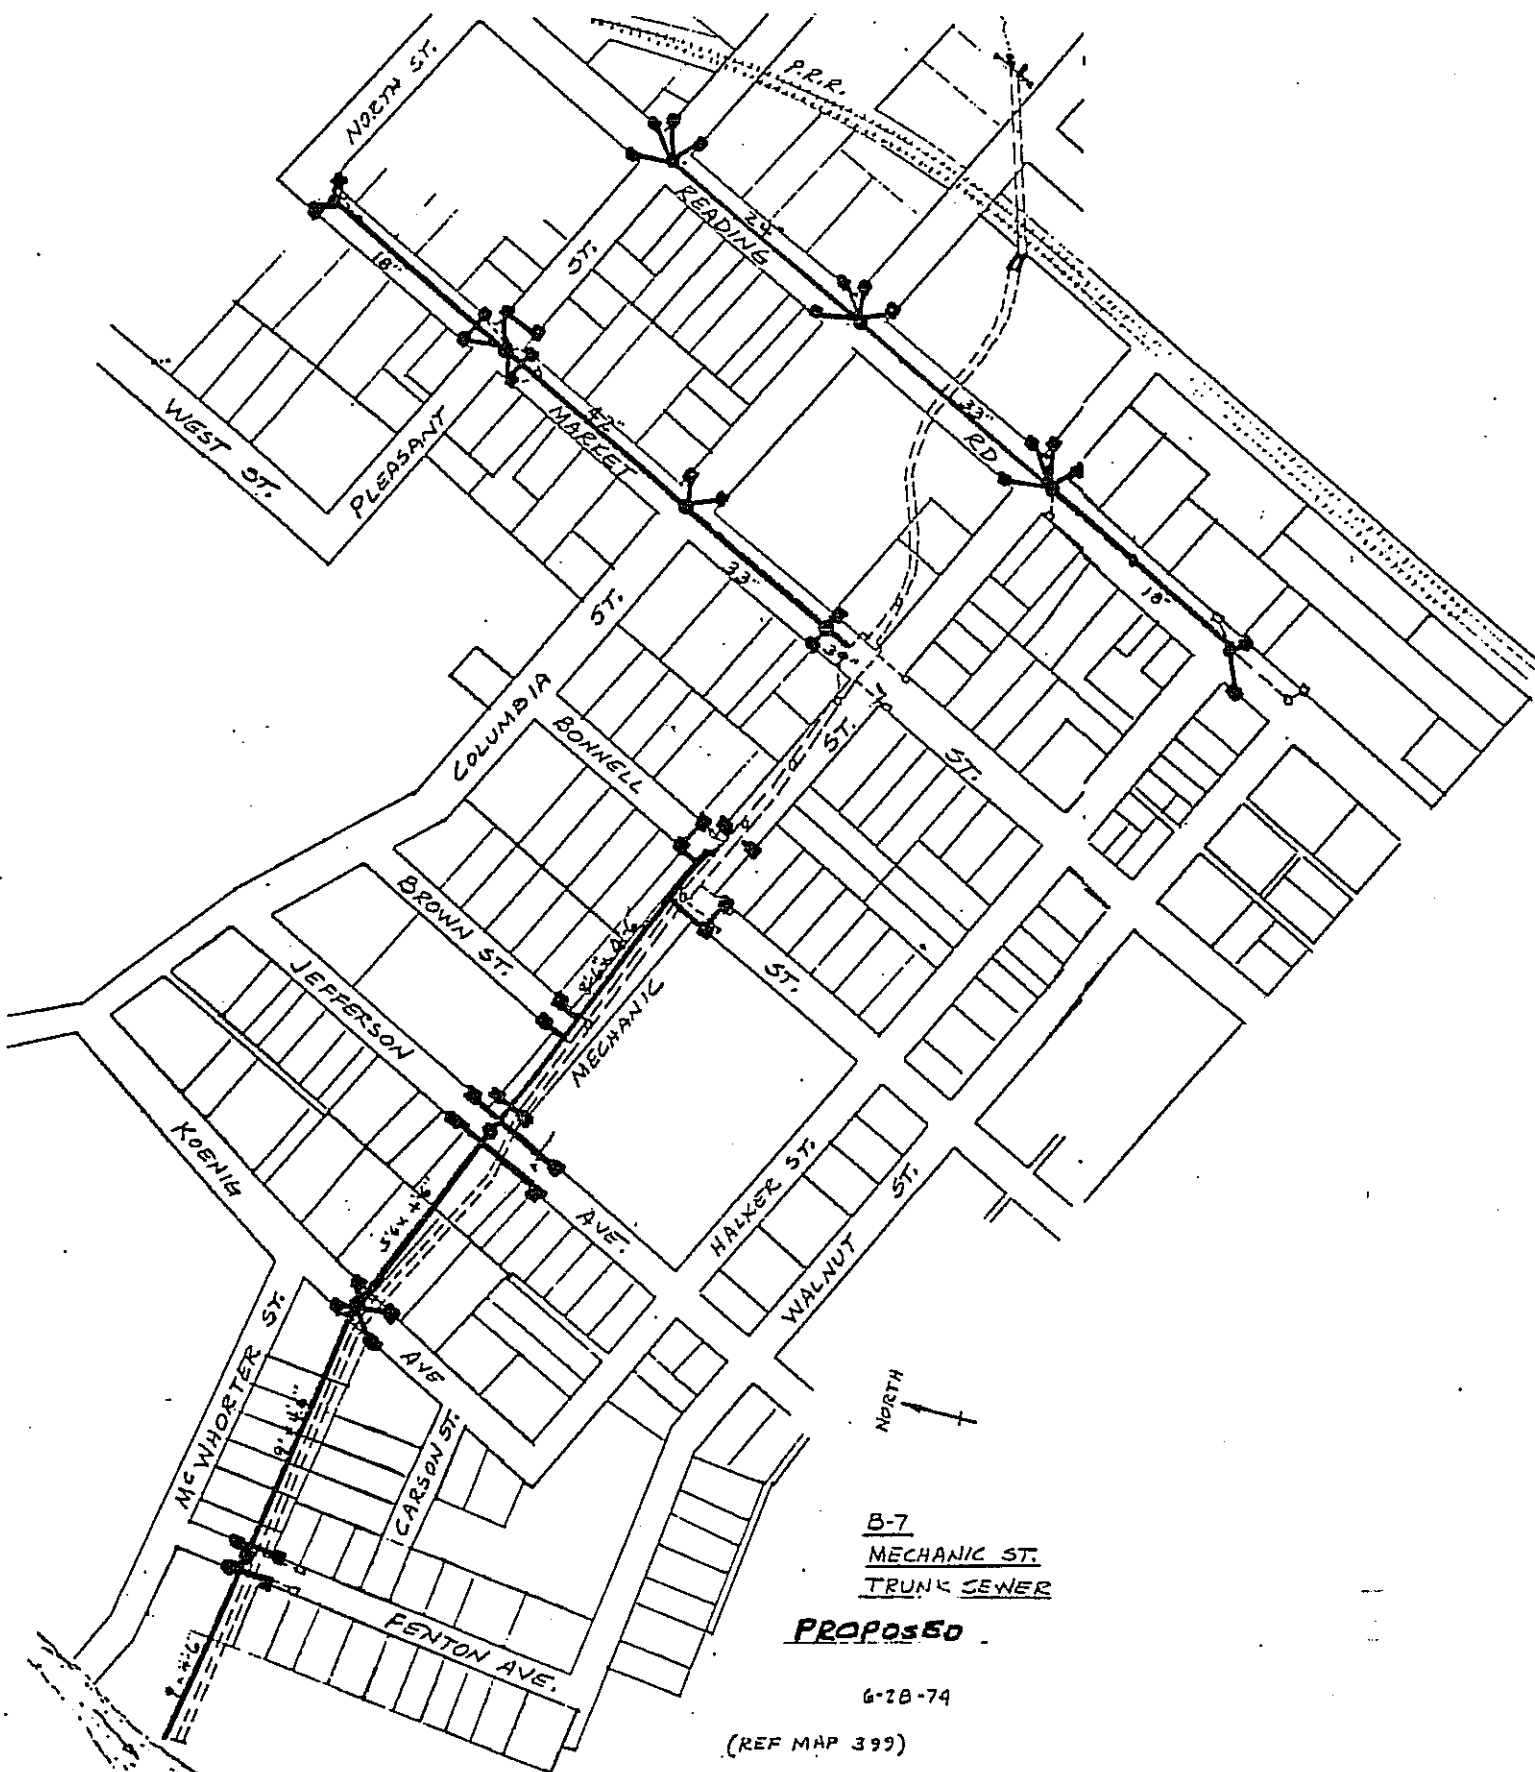 NORTH ST.
P.R.R.
READING
24"
18"
ST.
MARKET
42"
33"
RD
WEST ST.
PLEASANT
33"
18"
ST.
39"
COLUMBIA
BONNELL
ST.
ST.
BROWN ST.
JEFFERSON
MECHANIC
ST.
KOENIG
AVE.
HALKER ST.
WALNUT
ST.
McWHORTER ST.
AVE
CARSON ST.
FENTON AVE.
NORTH
B-7
MECHANIC ST.
TRUNK SEWER
PROPOSED
6-28-74
(REF MAP 399)